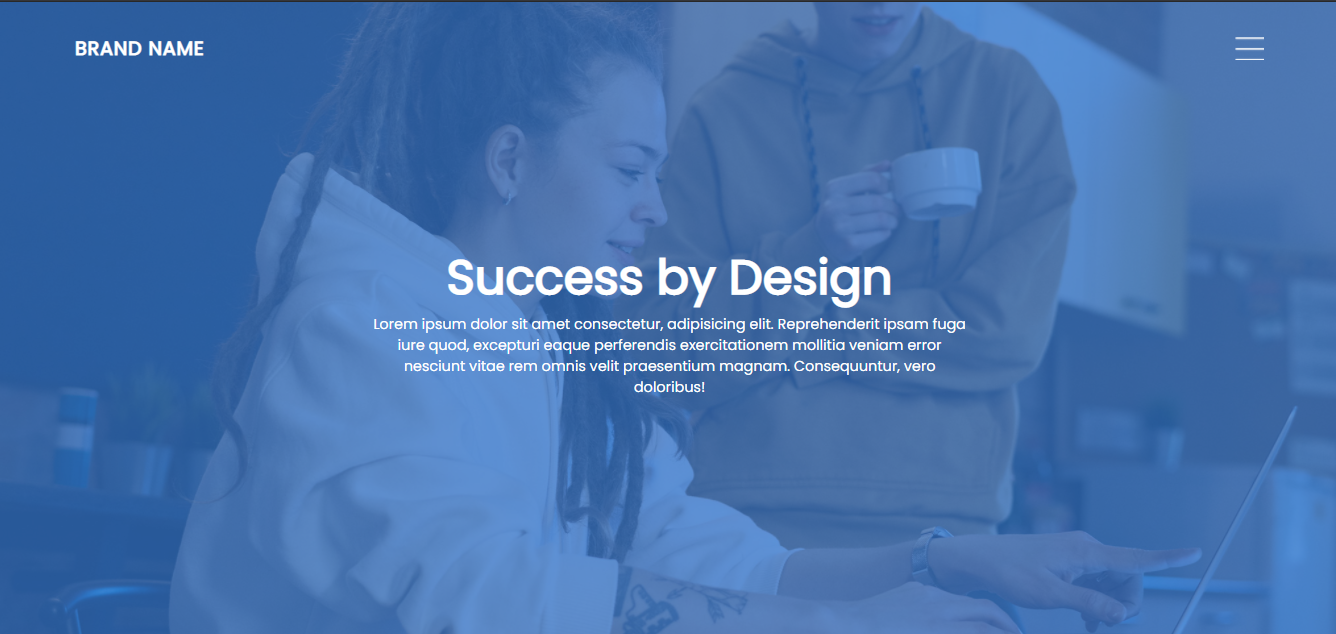 BRAND NAME
Success by Design
Lorem ipsum dolor sit amet consectetur, adipisicing elit. Reprehenderit ipsam fuga
iure quod, excepturi eaque perferendis exercitationem mollitia veniam error
nesciunt vitae rem omnis velit praesentium magnam. Consequuntur, vero
doloribus!